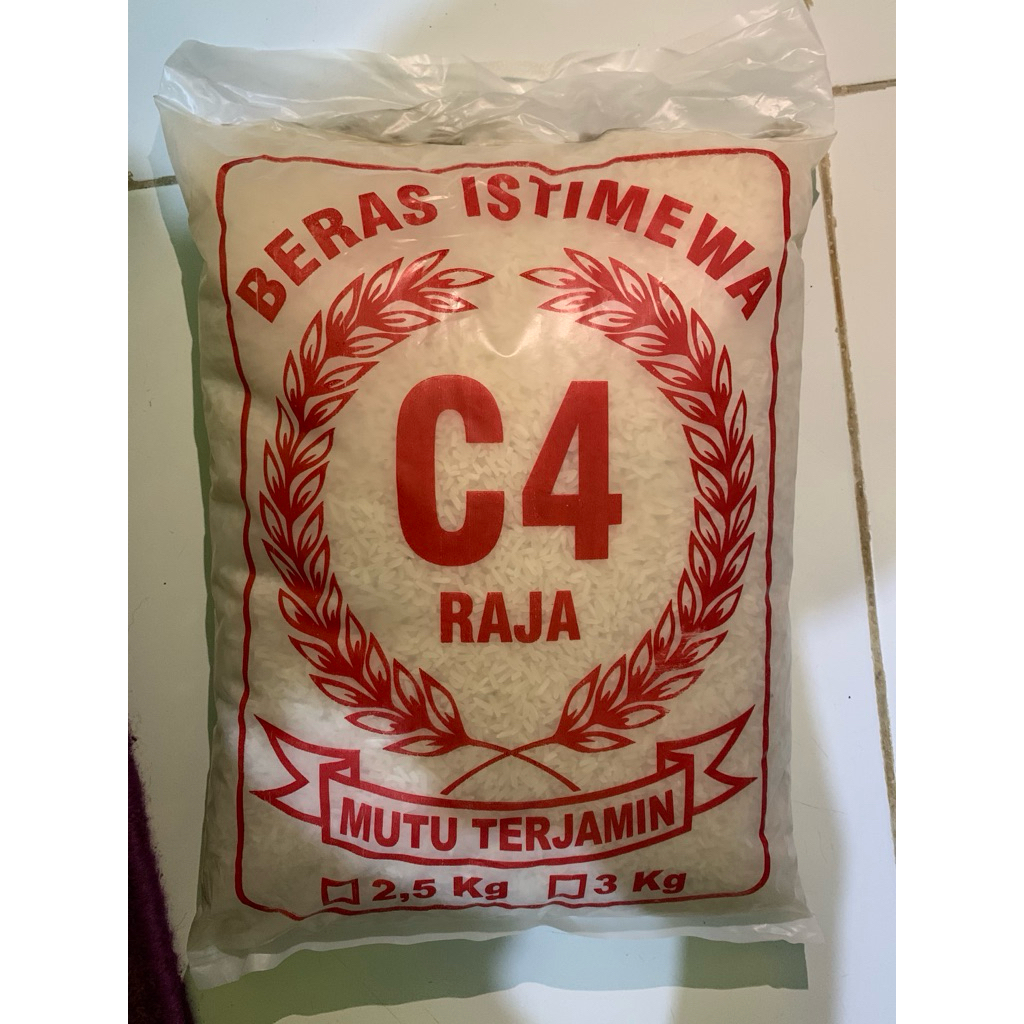 BERAS ISTIMEWA
C4
RAJA
MUTU TERJAMIN
2,5 Kg 3 Kg